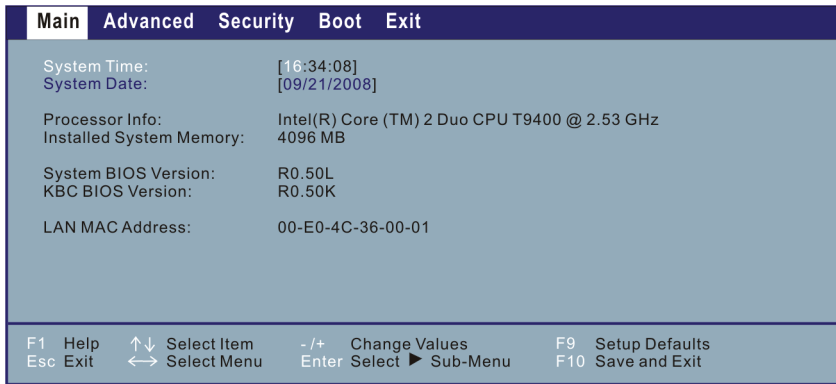 Main Advanced Security Boot Exit
System Time: [16:34:08]
System Date: [09/21/2008]
Processor Info: Intel(R) Core (TM) 2 Duo CPU T9400 @ 2.53 GHz
Installed System Memory: 4096 MB
System BIOS Version: R0.50L
KBC BIOS Version: R0.50K
LAN MAC Address: 00-E0-4C-36-00-01
F1 Help ↑↓ Select Item -/+ Change Values F9 Setup Defaults
Esc Exit ↔ Select Menu Enter Select ▶ Sub-Menu F10 Save and Exit